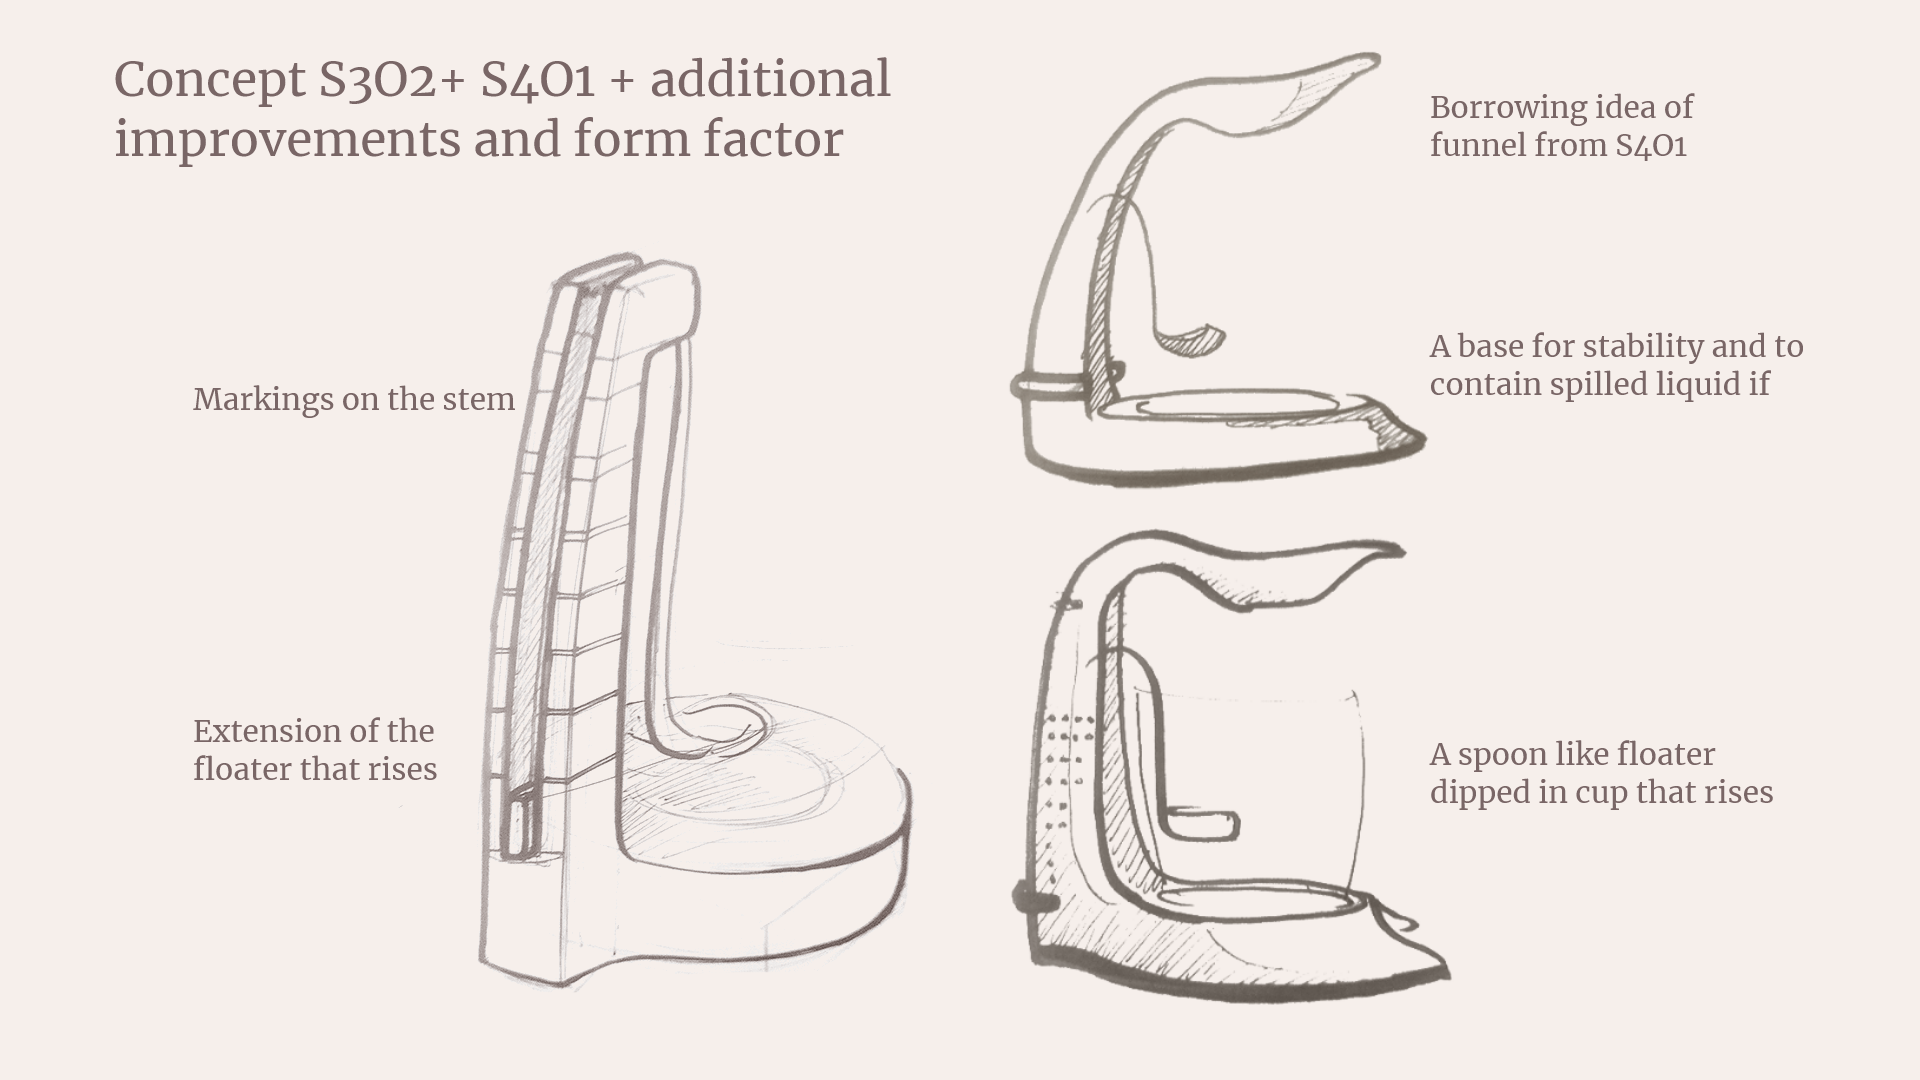 Concept S3O2+ S4O1 + additional
improvements and form factor
Borrowing idea of
funnel from S4O1
Markings on the stem
A base for stability and to
contain spilled liquid if
Extension of the
floater that rises
A spoon like floater
dipped in cup that rises